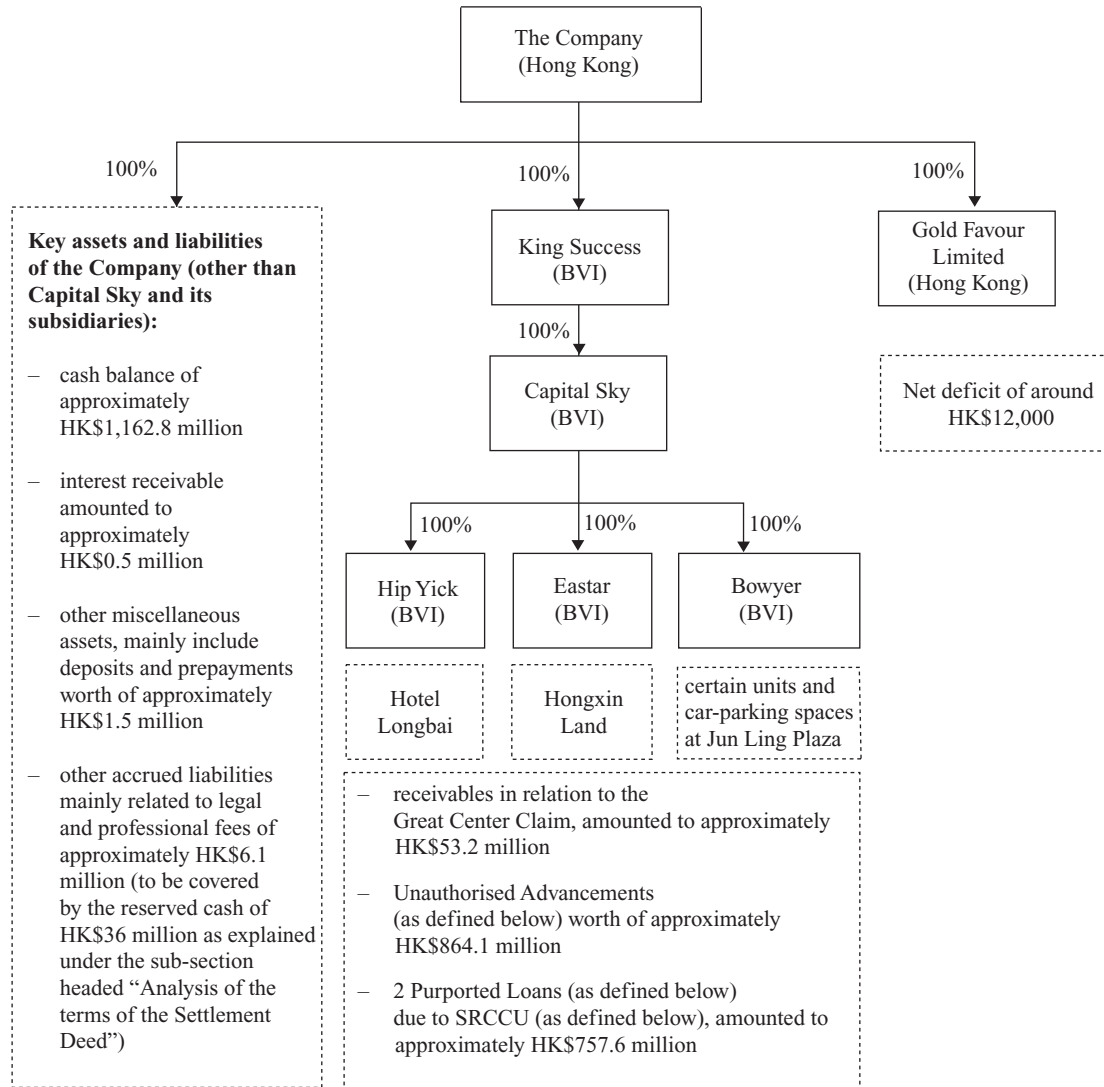 The Company
(Hong Kong)
100%
100%
100%
Key assets and liabilities
of the Company (other than
Capital Sky and its
subsidiaries):
– cash balance of
approximately
HK$1,162.8 million
– interest receivable
amounted to
approximately
HK$0.5 million
– other miscellaneous
assets, mainly include
deposits and prepayments
worth of approximately
HK$1.5 million
– other accrued liabilities
mainly related to legal
and professional fees of
approximately HK$6.1
million (to be covered
by the reserved cash of
HK$36 million as explained
under the sub-section
headed “Analysis of the
terms of the Settlement
Deed”)
King Success
(BVI)
100%
Capital Sky
(BVI)
100%
100%
100%
Hip Yick
(BVI)
Eastar
(BVI)
Bowyer
(BVI)
Hotel
Longbai
Hongxin
Land
certain units and
car-parking spaces
at Jun Ling Plaza
– receivables in relation to the
Great Center Claim, amounted to approximately
HK$53.2 million
– Unauthorised Advancements
(as defined below) worth of approximately
HK$864.1 million
– 2 Purported Loans (as defined below)
due to SRCCU (as defined below), amounted to
approximately HK$757.6 million
Gold Favour
Limited
(Hong Kong)
Net deficit of around
HK$12,000